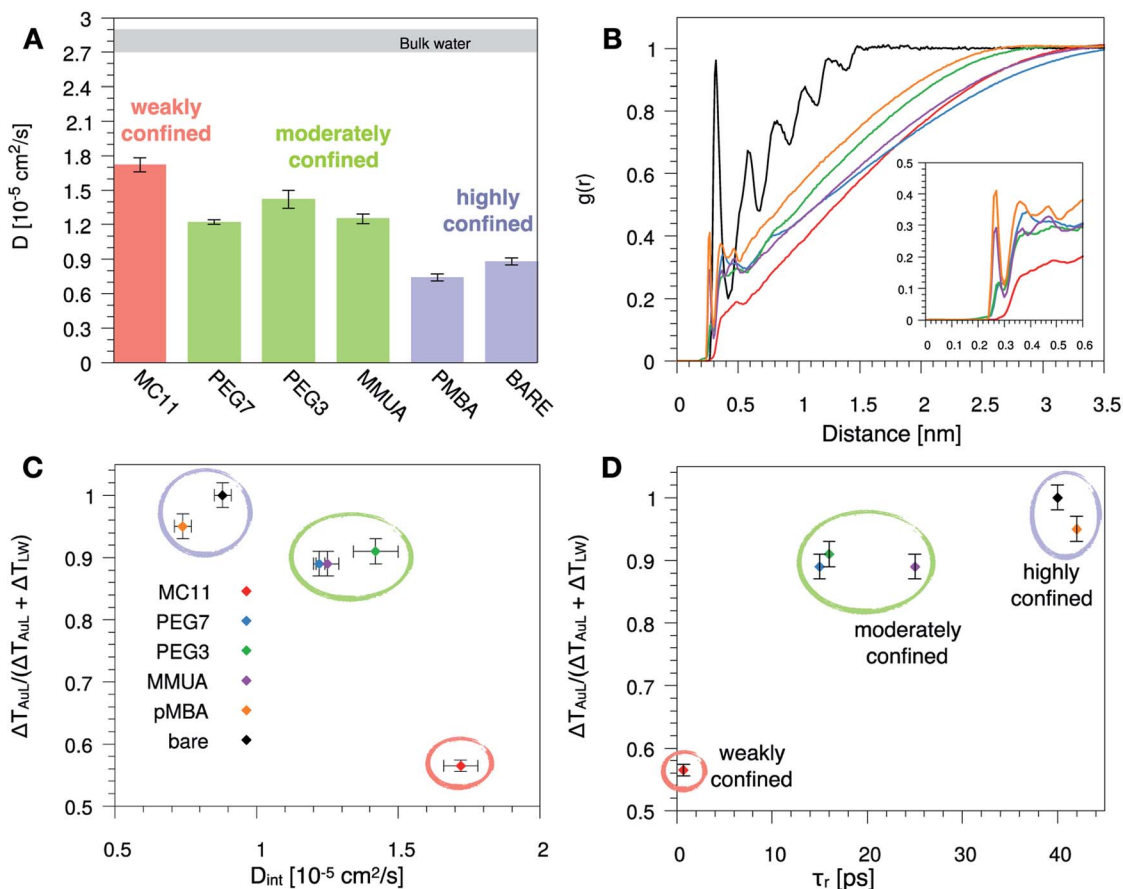 A
3
2.7
2.4
2.1
1.8
1.5
1.2
0.9
0.6
0.3
0
D [10⁻⁵ cm²/s]
Bulk water
weakly
confined
moderately
confined
highly
confined
MC11
PEG7
PEG3
MMUA
PMBA
BARE
B
1
0.8
0.6
0.4
0.2
0
g(r)
0.5
0.4
0.3
0.2
0.1
0
0
0.1
0.2
0.3
0.4
0.5
0.6
0
0.5
1
1.5
2
2.5
3
3.5
Distance [nm]
C
1
0.9
0.8
0.7
0.6
0.5
ΔT_AuL/(ΔT_AuL + ΔT_Lw)
MC11
PEG7
PEG3
MMUA
pMBA
bare
0.5
1
1.5
2
D_int [10⁻⁵ cm²/s]
D
1
0.9
0.8
0.7
0.6
0.5
ΔT_AuL/(ΔT_AuL + ΔT_Lw)
highly
confined
moderately
confined
weakly
confined
0
10
20
30
40
τ_r [ps]